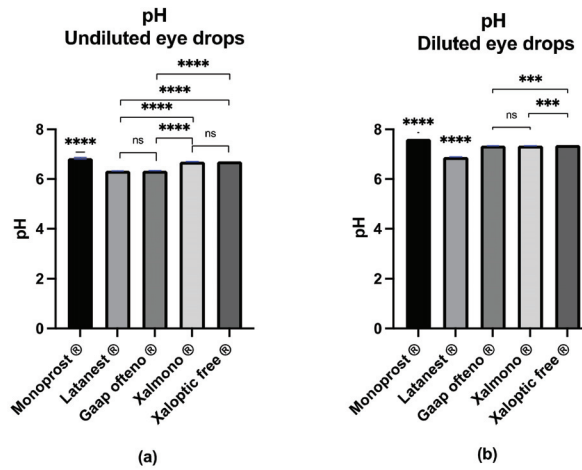 pH
Undiluted eye drops
****
****
****
****
ns
****
ns
8
6
4
2
0
pH
Monoprost ®
Latanest ®
Gaap ofteno ®
Xalmono ®
Xaloptic free ®
(a)
pH
Diluted eye drops
***
****
ns
***
****
8
6
4
2
0
pH
Monoprost ®
Latanest ®
Gaap ofteno ®
Xalmono ®
Xaloptic free ®
(b)